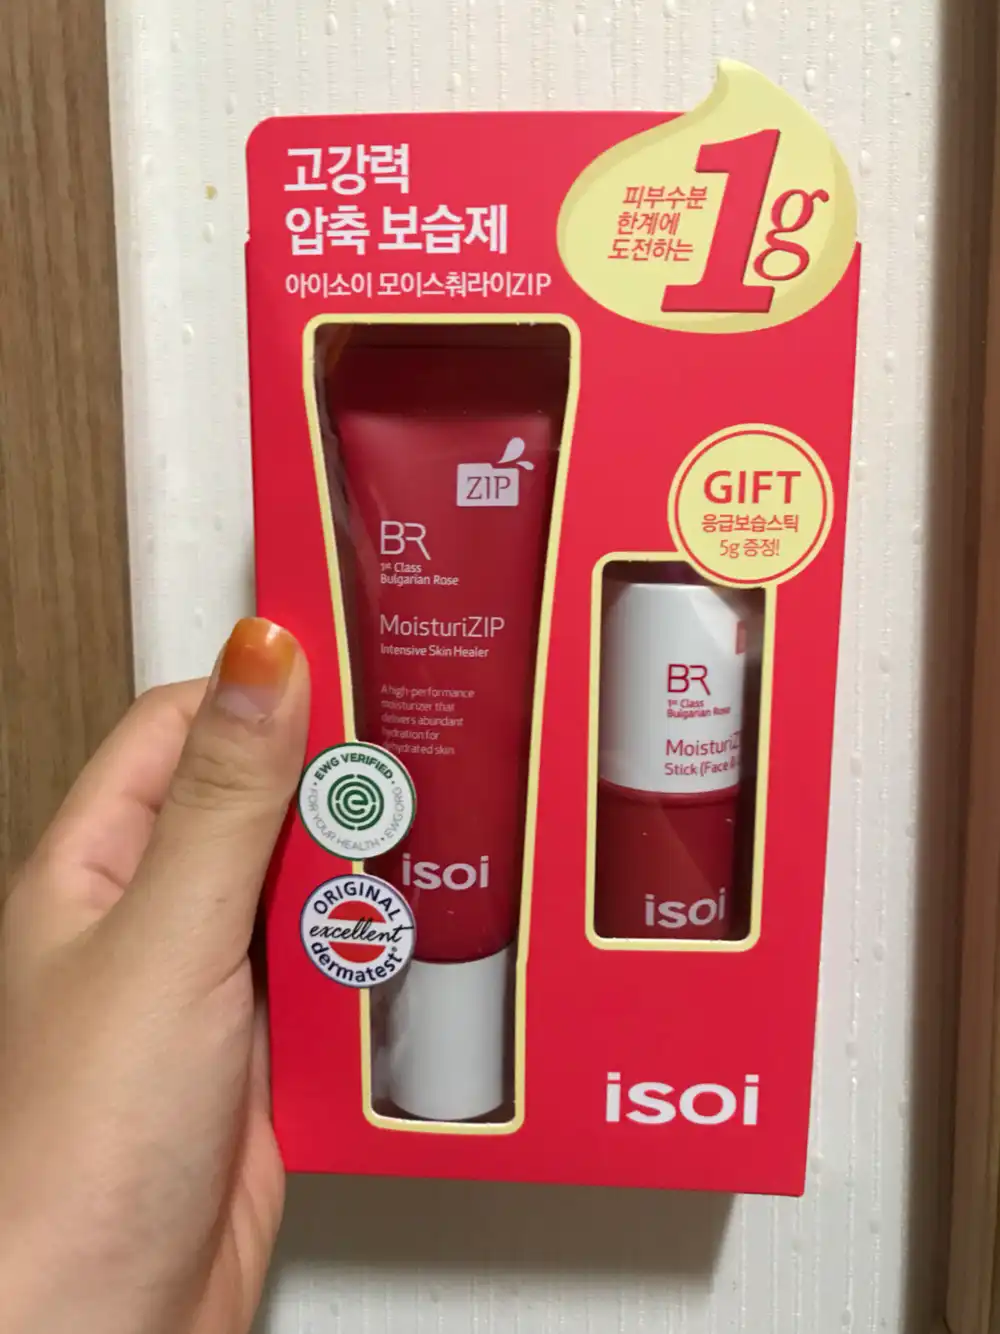 고강력
압축 보습제
아이소이 모이스춰라이ZIP
피부수분
한계에
도전하는
1g
GIFT
응급보습스틱
5g 증정!
ZIP
BR
1st Class
Bulgarian Rose
MoisturiZIP
Intensive Skin Healer
A high-performance
moisturizer that
delivers abundant
hydration for
dehydrated skin
isoi
EWG VERIFIED
FOR YOUR HEALTH • EWG.ORG
ORIGINAL
excellent
dermatest®
BR
1st Class
Bulgarian Rose
Stick (Face &
isoi
isoi